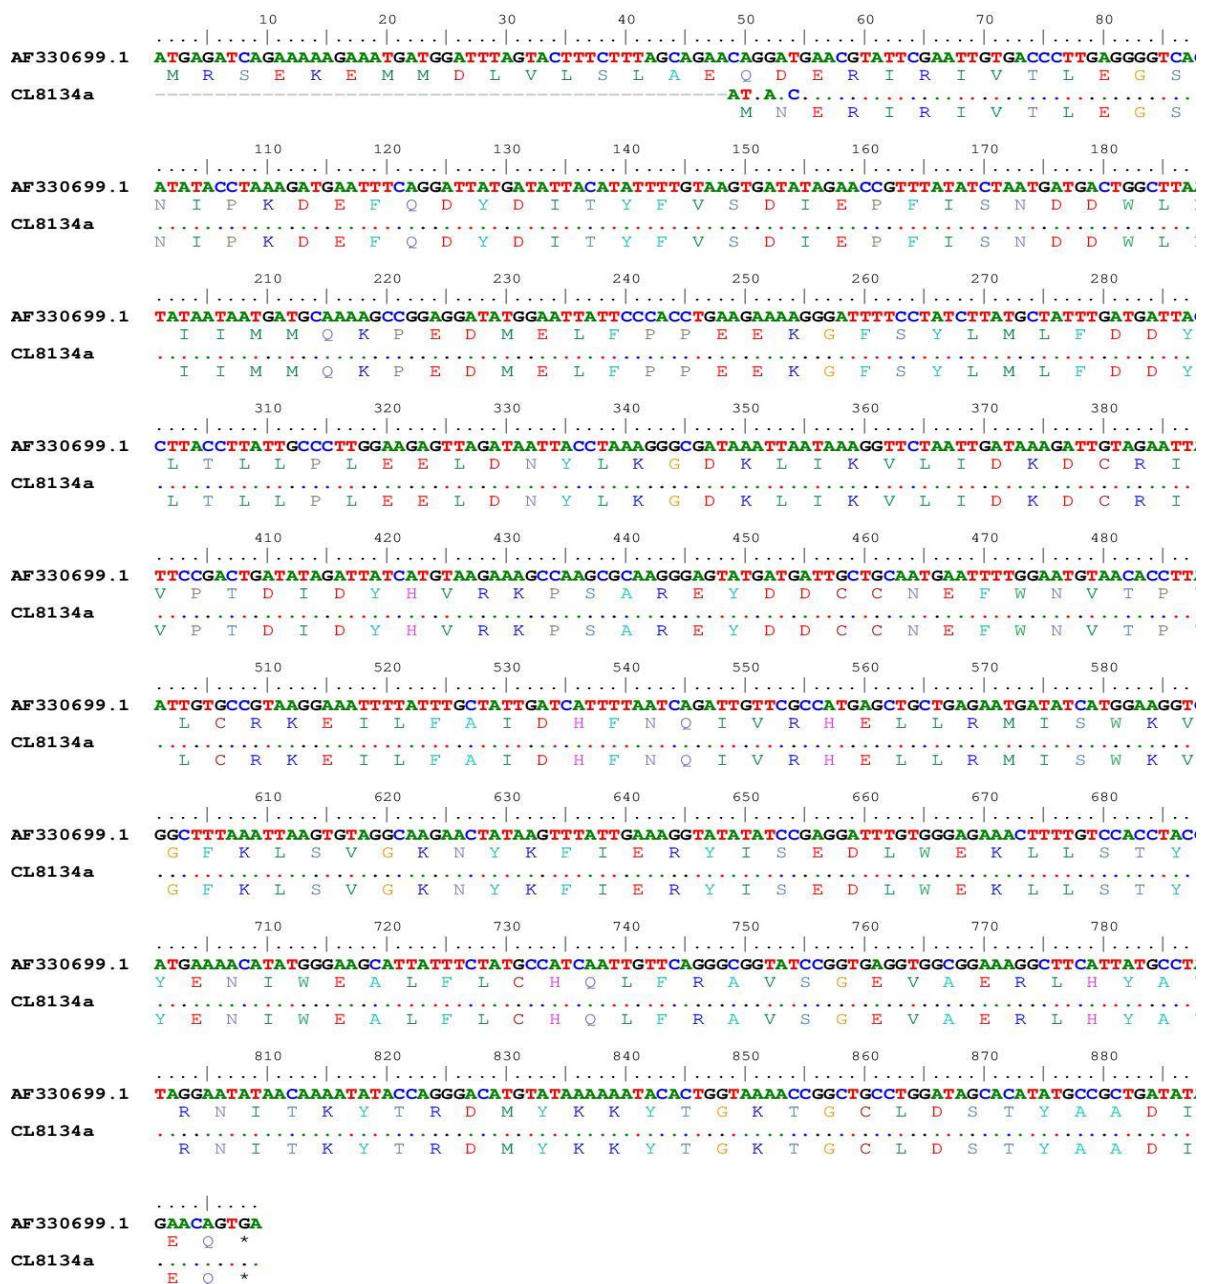 10 20 30 40 50 60 70 80
AF330699.1 ATGAGATCAGAAAAAGAAATGATGGATTTAGTACTTTCTTTAGCAGAACAGGATGAACGTATTCGAATTGTGACCCTTGAGGGGTCA
M R S E K E M M D L V L S L A E Q D E R I R I V T L E G S
CL8134a ------------------------------------------------AT.A.C.................................
M N E R I R I V T L E G S
110 120 130 140 150 160 170 180
AF330699.1 ATATACCTAAAGATGAATTTCAGGATTATGATATTACATATTTTGTAAGTGATATAGAACCGTTTATATCTAATGATGACTGGCTTA
N I P K D E F Q D Y D I T Y F V S D I E P F I S N D D W L
CL8134a
N I P K D E F Q D Y D I T Y F V S D I E P F I S N D D W L
210 220 230 240 250 260 270 280
AF330699.1 TATAATAATGATGCAAAAGCCGGAGGATATGGAATTATTCCCACCTGAAGAAAAGGGATTTTCCTATCTTATGCTATTTGATGATTA
I I M M Q K P E D M E L F P P E E K G F S Y L M L F D D Y
CL8134a
I I M M Q K P E D M E L F P P E E K G F S Y L M L F D D Y
310 320 330 340 350 360 370 380
AF330699.1 CTTACCTTATTGCCCTTGGAAGAGTTAGATAATTACCTAAAGGGCGATAAATTAATAAAGGTTCTAATTGATAAAGATTGTAGAATT
L T L L P L E E L D N Y L K G D K L I K V L I D K D C R I
CL8134a
L T L L P L E E L D N Y L K G D K L I K V L I D K D C R I
410 420 430 440 450 460 470 480
AF330699.1 TTCCGACTGATATAGATTATCATGTAAGAAAGCCAAGCGCAAGGGAGTATGATGATTGCTGCAATGAATTTTGGAATGTAACACCTT
V P T D I D Y H V R K P S A R E Y D D C C N E F W N V T P
CL8134a
V P T D I D Y H V R K P S A R E Y D D C C N E F W N V T P
510 520 530 540 550 560 570 580
AF330699.1 ATTGTGCCGTAAGGAAATTTTATTTGCTATTGATCATTTTAATCAGATTGTTCGCCATGAGCTGCTGAGAATGATATCATGGAAGGT
L C R K E I L F A I D H F N Q I V R H E L L R M I S W K V
CL8134a
L C R K E I L F A I D H F N Q I V R H E L L R M I S W K V
610 620 630 640 650 660 670 680
AF330699.1 GGCTTTAAATTAAGTGTAGGCAAGAACTATAAGTTTATTGAAAGGTATATATCCGAGGATTTGTGGGAGAAACTTTTGTCCACCTAC
G F K L S V G K N Y K F I E R Y I S E D L W E K L L S T Y
CL8134a
G F K L S V G K N Y K F I E R Y I S E D L W E K L L S T Y
710 720 730 740 750 760 770 780
AF330699.1 ATGAAAACATATGGGAAGCATTATTTCTATGCCATCAATTGTTCAGGGCGGTATCCGGTGAGGTGGCGGAAAGGCTTCATTATGCCT
Y E N I W E A L F L C H Q L F R A V S G E V A E R L H Y A
CL8134a
Y E N I W E A L F L C H Q L F R A V S G E V A E R L H Y A
810 820 830 840 850 860 870 880
AF330699.1 TAGGAATATAACAAAATATACCAGGGACATGTATAAAAAATACACTGGTAAAACCGGCTGCCTGGATAGCACATATGCCGCTGATAT
R N I T K Y T R D M Y K K Y T G K T G C L D S T Y A A D I
CL8134a
R N I T K Y T R D M Y K K Y T G K T G C L D S T Y A A D I
AF330699.1 GAACAGTGA
E Q *
CL8134a .........
E Q *